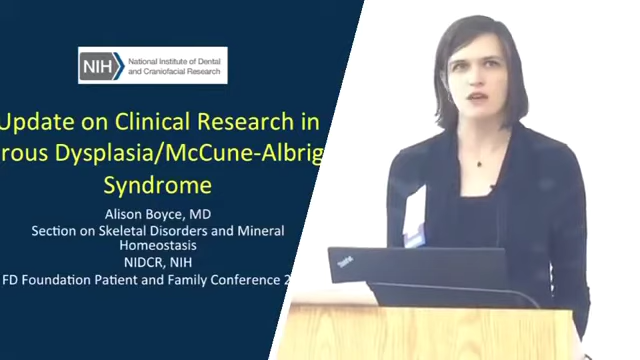 NIH
National Institute of Dental
and Craniofacial Research
Update on Clinical Research in
rous Dysplasia/McCune-Albrig
Syndrome
Alison Boyce, MD
Section on Skeletal Disorders and Mineral
Homeostasis
NIDCR, NIH
FD Foundation Patient and Family Conference 2
ThinkPad